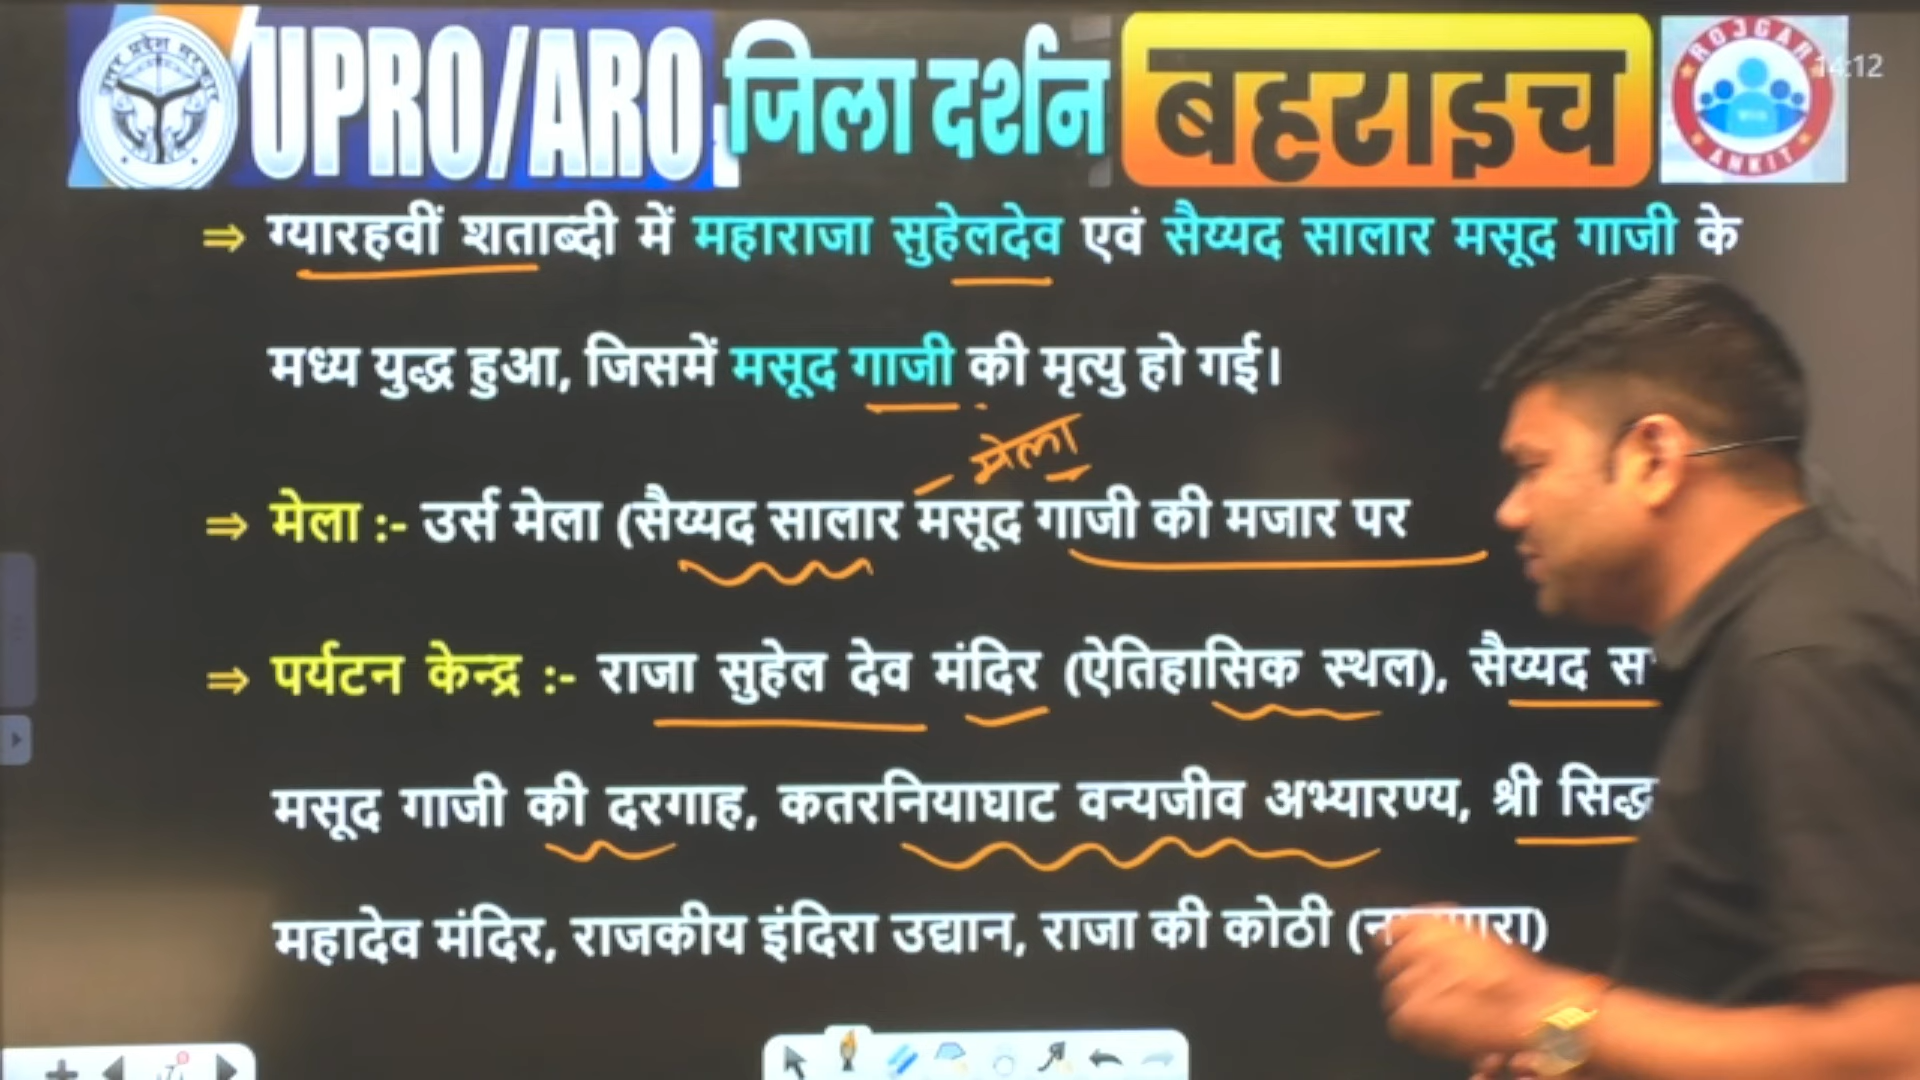 UPRO/ARO जिला दर्शन बहराइच
ROJGAR
ANKIT
14:12
⇒ ग्यारहवीं शताब्दी में महाराजा सुहेलदेव एवं सैय्यद सालार मसूद गाजी के
मध्य युद्ध हुआ, जिसमें मसूद गाजी की मृत्यु हो गई।
मेला
⇒ मेला :- उर्स मेला (सैय्यद सालार मसूद गाजी की मजार पर
⇒ पर्यटन केन्द्र :- राजा सुहेल देव मंदिर (ऐतिहासिक स्थल), सैय्यद
मसूद गाजी की दरगाह, कतरनियाघाट वन्यजीव अभ्यारण्य, श्री सिद्ध
महादेव मंदिर, राजकीय इंदिरा उद्यान, राजा की कोठी